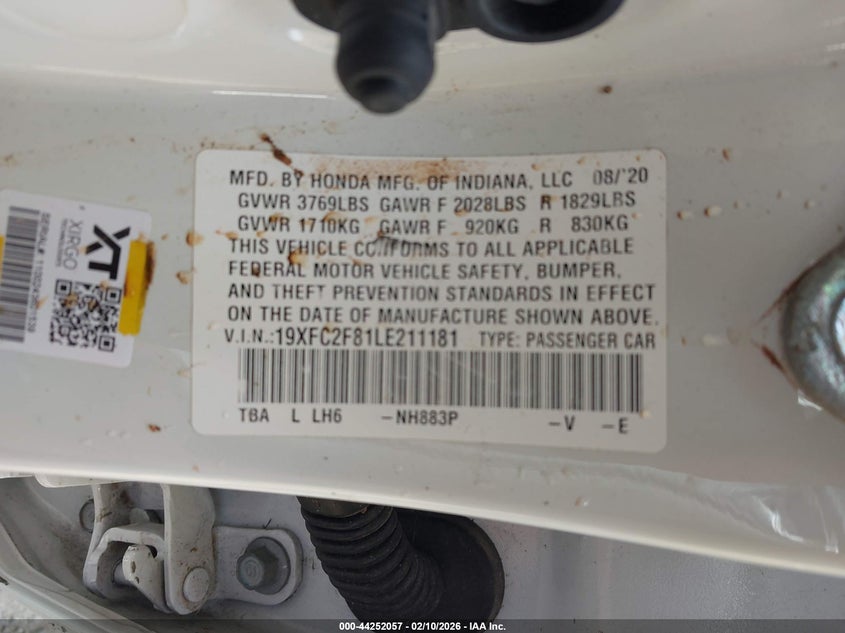 MFD. BY HONDA MFG. OF INDIANA, LLC 08/'20
GVWR 3769LBS GAWR F 2028LBS R 1829LBS
GVWR 1710KG GAWR F 920KG R 830KG
THIS VEHICLE CONFORMS TO ALL APPLICABLE
FEDERAL MOTOR VEHICLE SAFETY, BUMPER,
AND THEFT PREVENTION STANDARDS IN EFFECT
ON THE DATE OF MANUFACTURE SHOWN ABOVE.
V.I.N.:19XFC2F81LE211181 TYPE: PASSENGER CAR
TBA L LH6 -NH883P -V -E
XT
XIRGO
TECHNOLOGIES
SERIAL#:
000-44252057 - 02/10/2026 - IAA Inc.